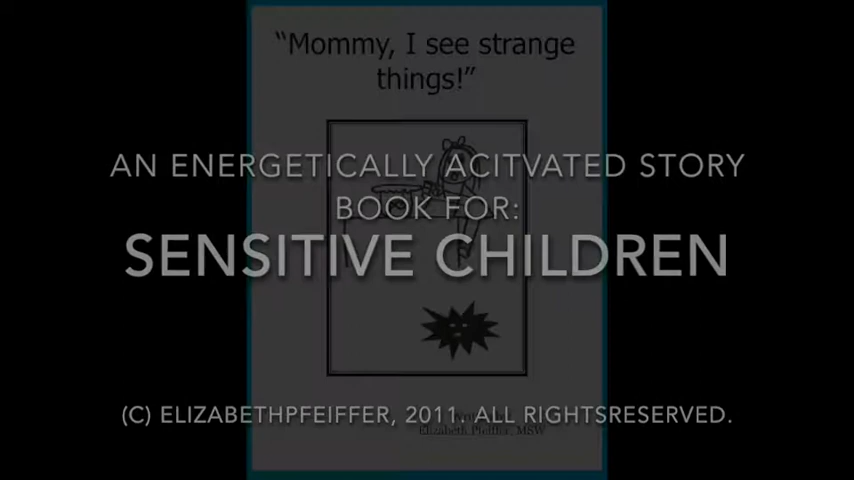 “Mommy, I see strange
things!”
AN ENERGETICALLY ACITVATED STORY
BOOK FOR:
SENSITIVE CHILDREN
(C) ELIZABETHPFEIFFER, 2011. ALL RIGHTSRESERVED.
Elizabeth Pfeiffer, MSW